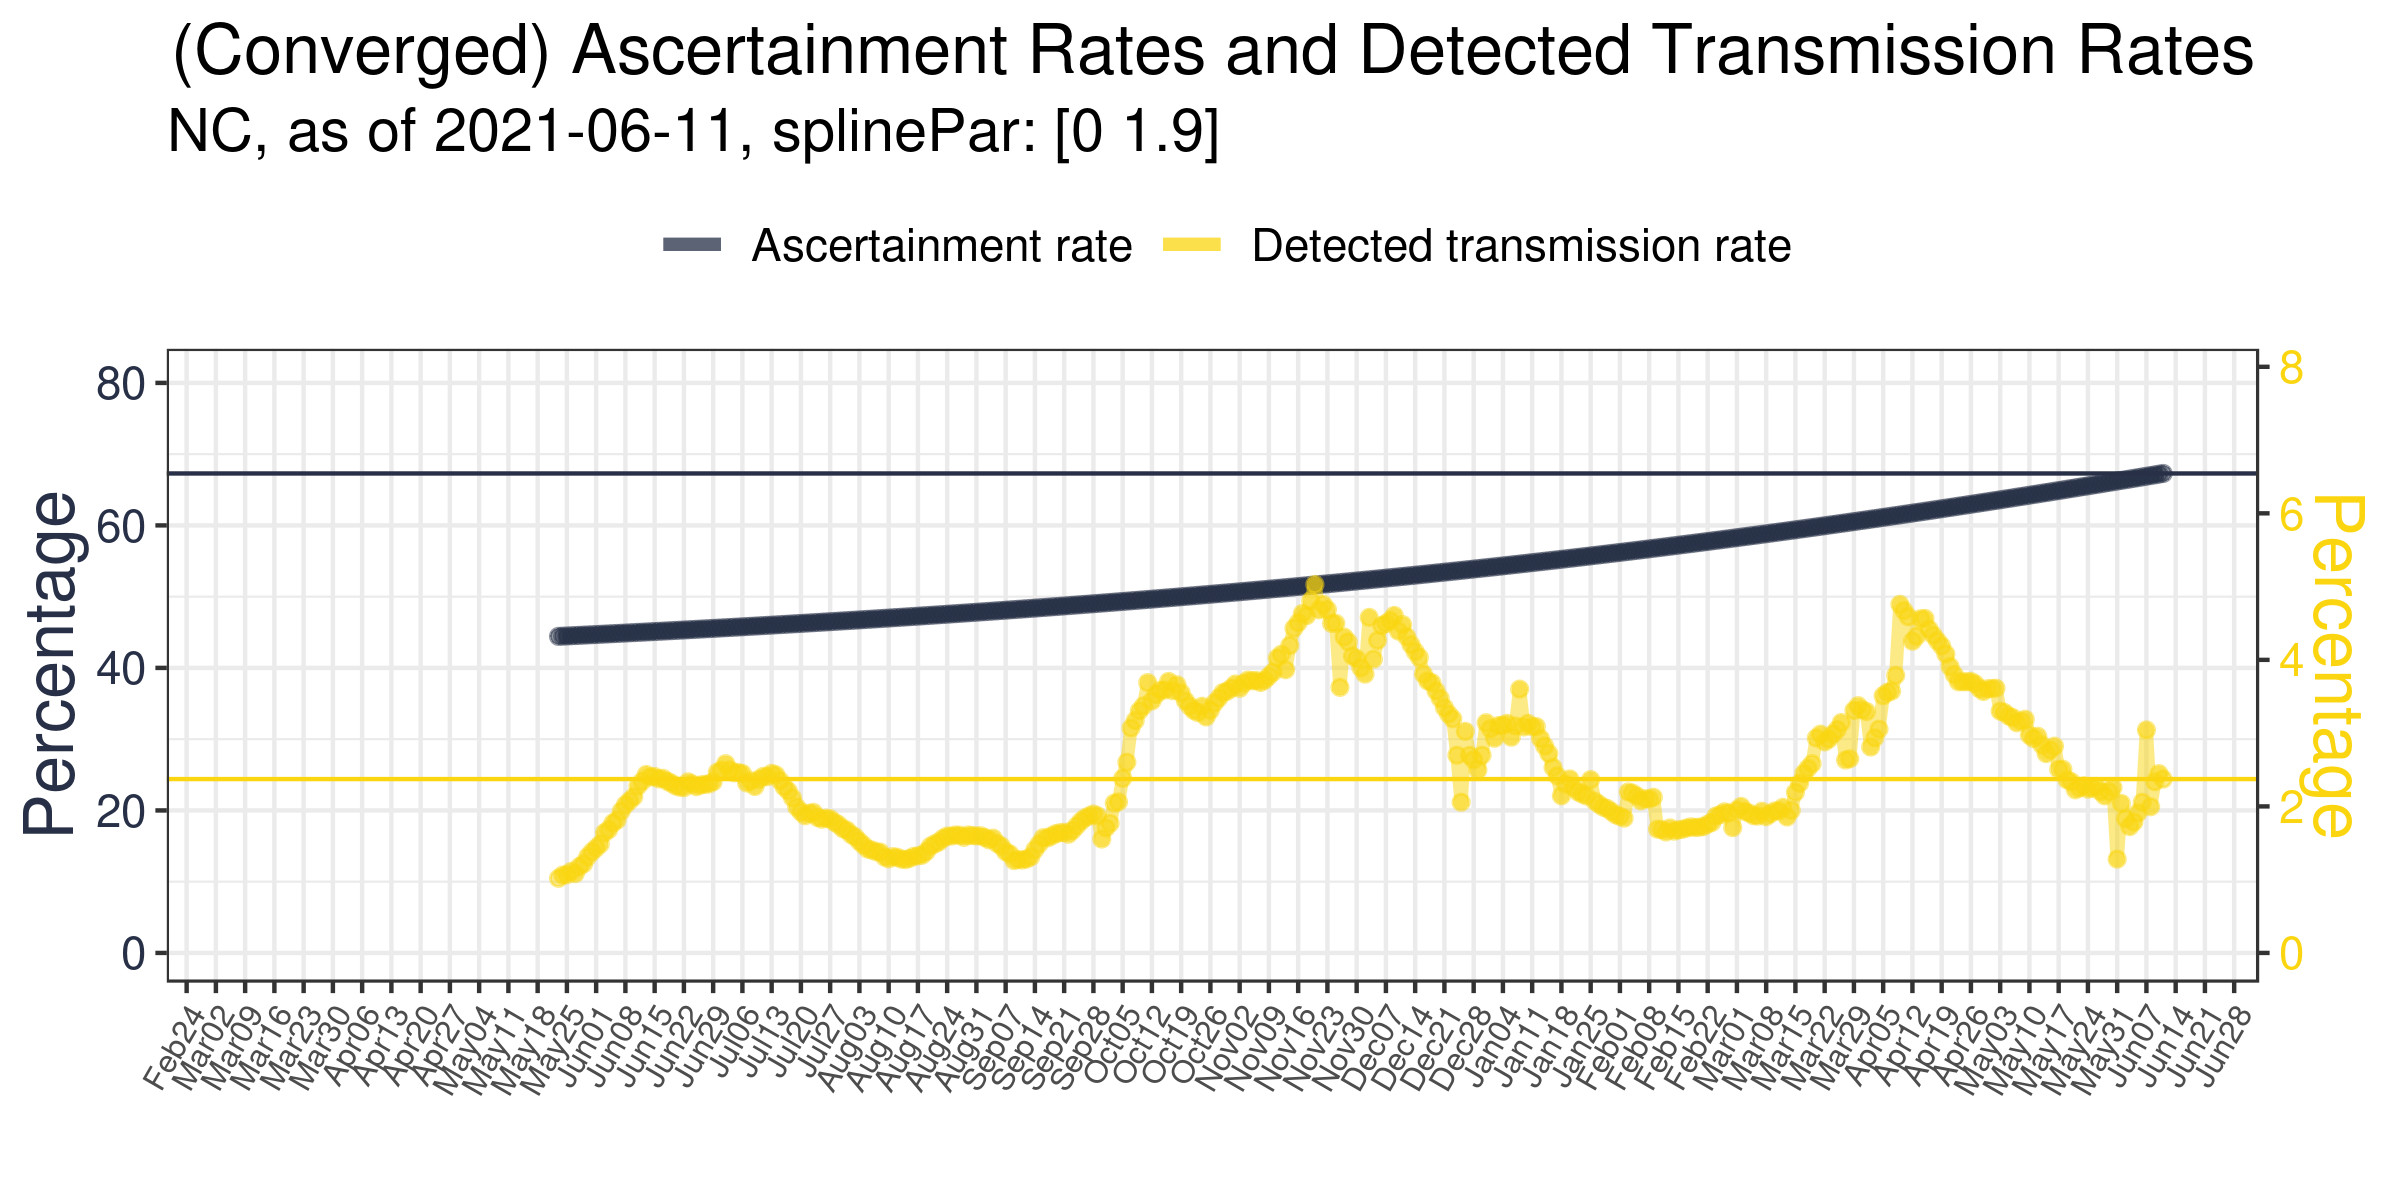 (Converged) Ascertainment Rates and Detected Transmission Rates
NC, as of 2021-06-11, splinePar: [0 1.9]
Ascertainment rate Detected transmission rate
80
60
40
20
0
Percentage
8
6
4
2
0
Percentage
Feb24 Mar02 Mar09 Mar16 Mar23 Mar30 Apr06 Apr13 Apr20 Apr27 May04 May11 May18 May25 Jun01 Jun08 Jun15 Jun22 Jun29 Jul06 Jul13 Jul20 Jul27 Aug03 Aug10 Aug17 Aug24 Aug31 Sep07 Sep14 Sep21 Sep28 Oct05 Oct12 Oct19 Oct26 Nov02 Nov09 Nov16 Nov23 Nov30 Dec07 Dec14 Dec21 Dec28 Jan04 Jan11 Jan18 Jan25 Feb01 Feb08 Feb15 Feb22 Mar01 Mar08 Mar15 Mar22 Mar29 Apr05 Apr12 Apr19 Apr26 May03 May10 May17 May24 May31 Jun07 Jun14 Jun21 Jun28